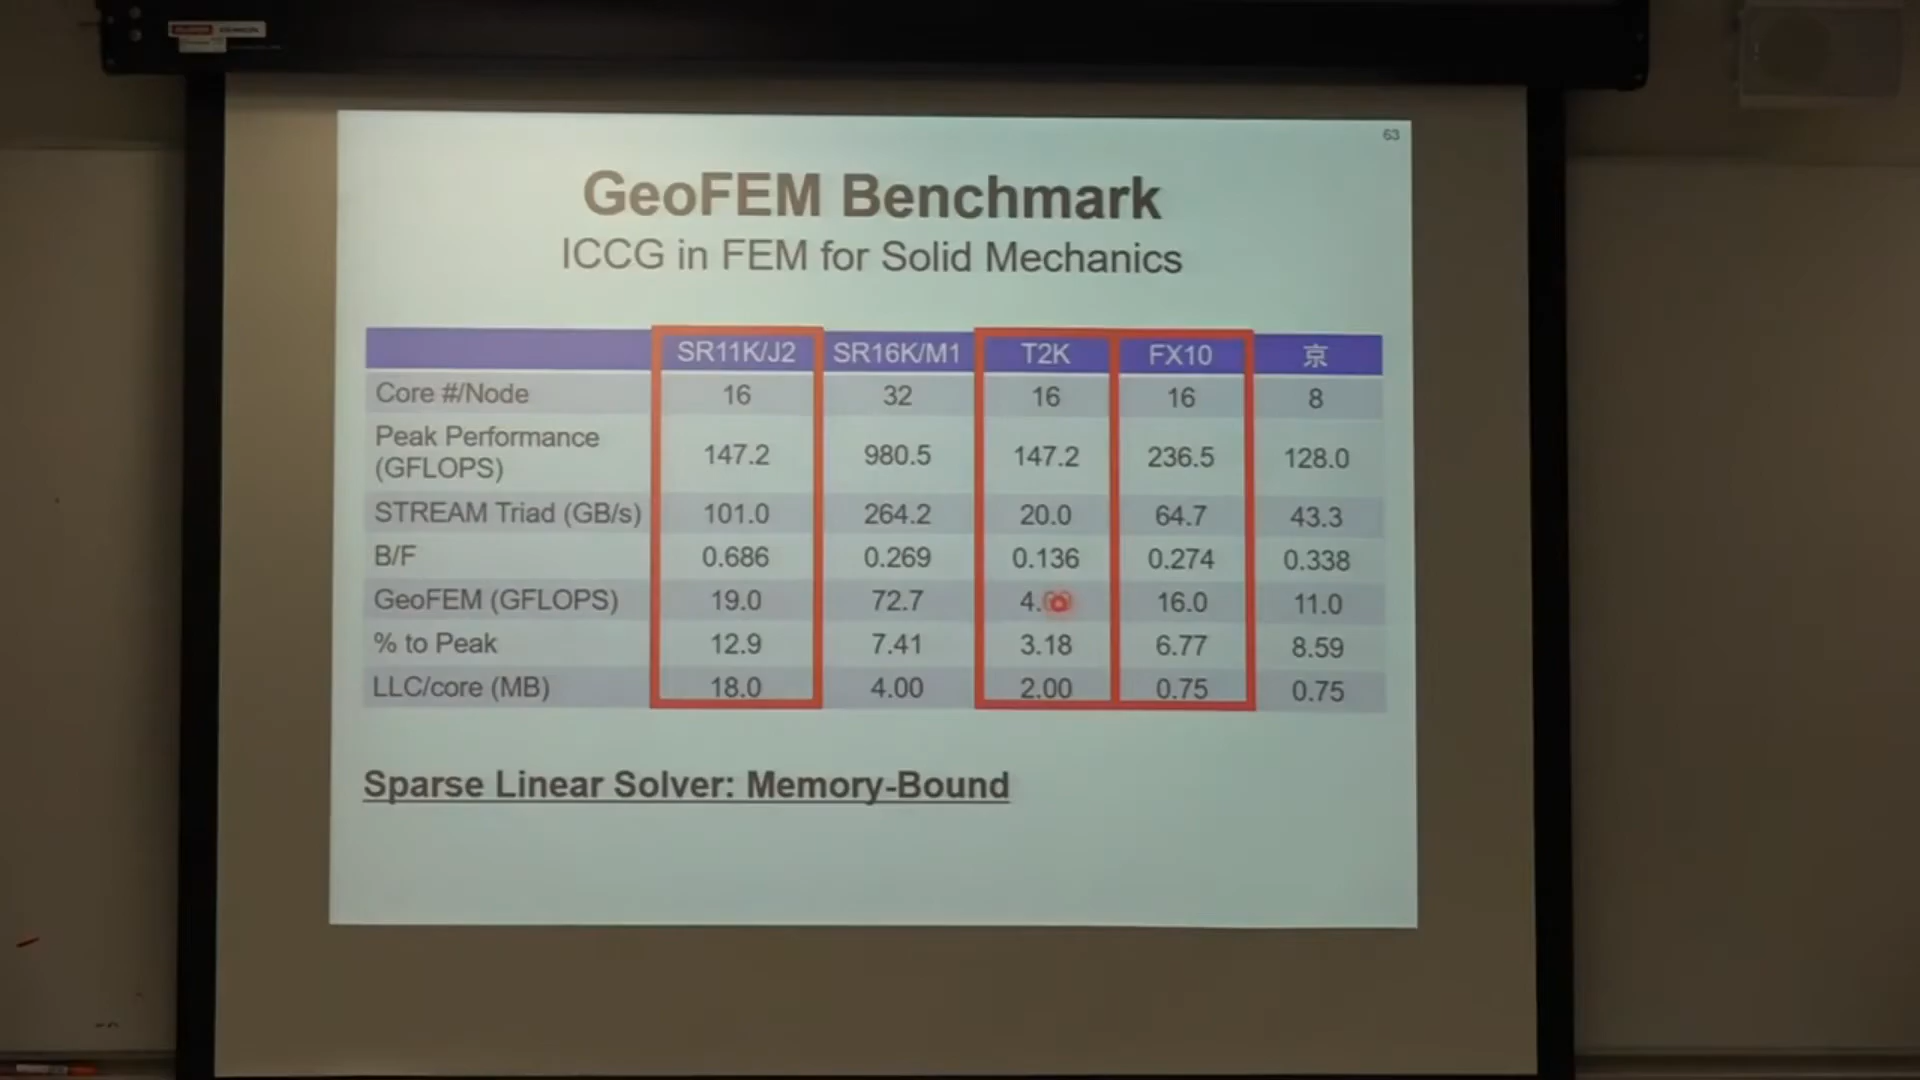 63
GeoFEM Benchmark
ICCG in FEM for Solid Mechanics
SR11K/J2 SR16K/M1 T2K FX10 京
Core #/Node 16 32 16 16 8
Peak Performance (GFLOPS) 147.2 980.5 147.2 236.5 128.0
STREAM Triad (GB/s) 101.0 264.2 20.0 64.7 43.3
B/F 0.686 0.269 0.136 0.274 0.338
GeoFEM (GFLOPS) 19.0 72.7 16.0 11.0
% to Peak 12.9 7.41 3.18 6.77 8.59
LLC/core (MB) 18.0 4.00 2.00 0.75 0.75
Sparse Linear Solver: Memory-Bound